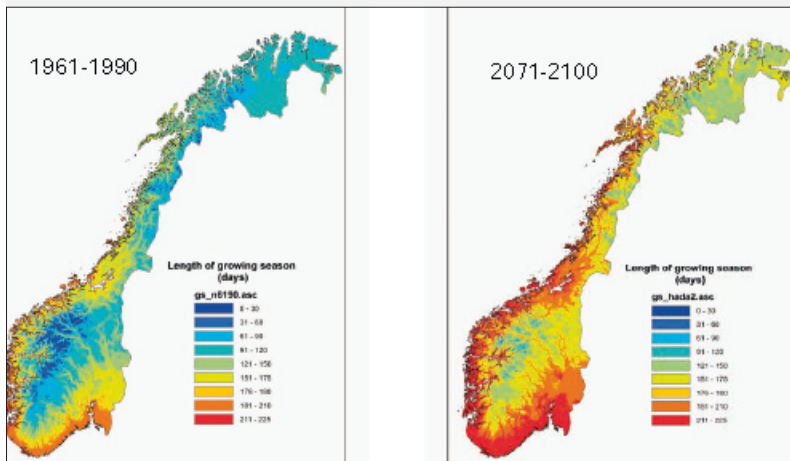 1961-1990
Length of growing season
(days)
gs_n6190.asc
0 - 30
31 - 60
61 - 90
91 - 120
121 - 150
151 - 175
176 - 180
181 - 210
211 - 225
2071-2100
Length of growing season
(days)
gs_hada2.asc
0 - 30
31 - 60
61 - 90
91 - 120
121 - 150
151 - 175
176 - 180
181 - 210
211 - 225